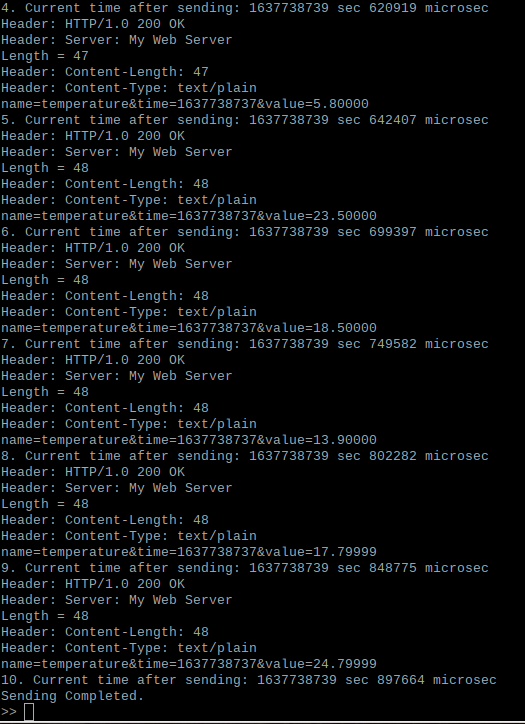 4. Current time after sending: 1637738739 sec 620919 microsec
Header: HTTP/1.0 200 OK
Header: Server: My Web Server
Length = 47
Header: Content-Length: 47
Header: Content-Type: text/plain
name=temperature&time=1637738737&value=5.80000
5. Current time after sending: 1637738739 sec 642407 microsec
Header: HTTP/1.0 200 OK
Header: Server: My Web Server
Length = 48
Header: Content-Length: 48
Header: Content-Type: text/plain
name=temperature&time=1637738737&value=23.50000
6. Current time after sending: 1637738739 sec 699397 microsec
Header: HTTP/1.0 200 OK
Header: Server: My Web Server
Length = 48
Header: Content-Length: 48
Header: Content-Type: text/plain
name=temperature&time=1637738737&value=18.50000
7. Current time after sending: 1637738739 sec 749582 microsec
Header: HTTP/1.0 200 OK
Header: Server: My Web Server
Length = 48
Header: Content-Length: 48
Header: Content-Type: text/plain
name=temperature&time=1637738737&value=13.90000
8. Current time after sending: 1637738739 sec 802282 microsec
Header: HTTP/1.0 200 OK
Header: Server: My Web Server
Length = 48
Header: Content-Length: 48
Header: Content-Type: text/plain
name=temperature&time=1637738737&value=17.79999
9. Current time after sending: 1637738739 sec 848775 microsec
Header: HTTP/1.0 200 OK
Header: Server: My Web Server
Length = 48
Header: Content-Length: 48
Header: Content-Type: text/plain
name=temperature&time=1637738737&value=24.79999
10. Current time after sending: 1637738739 sec 897664 microsec
Sending Completed.
>>